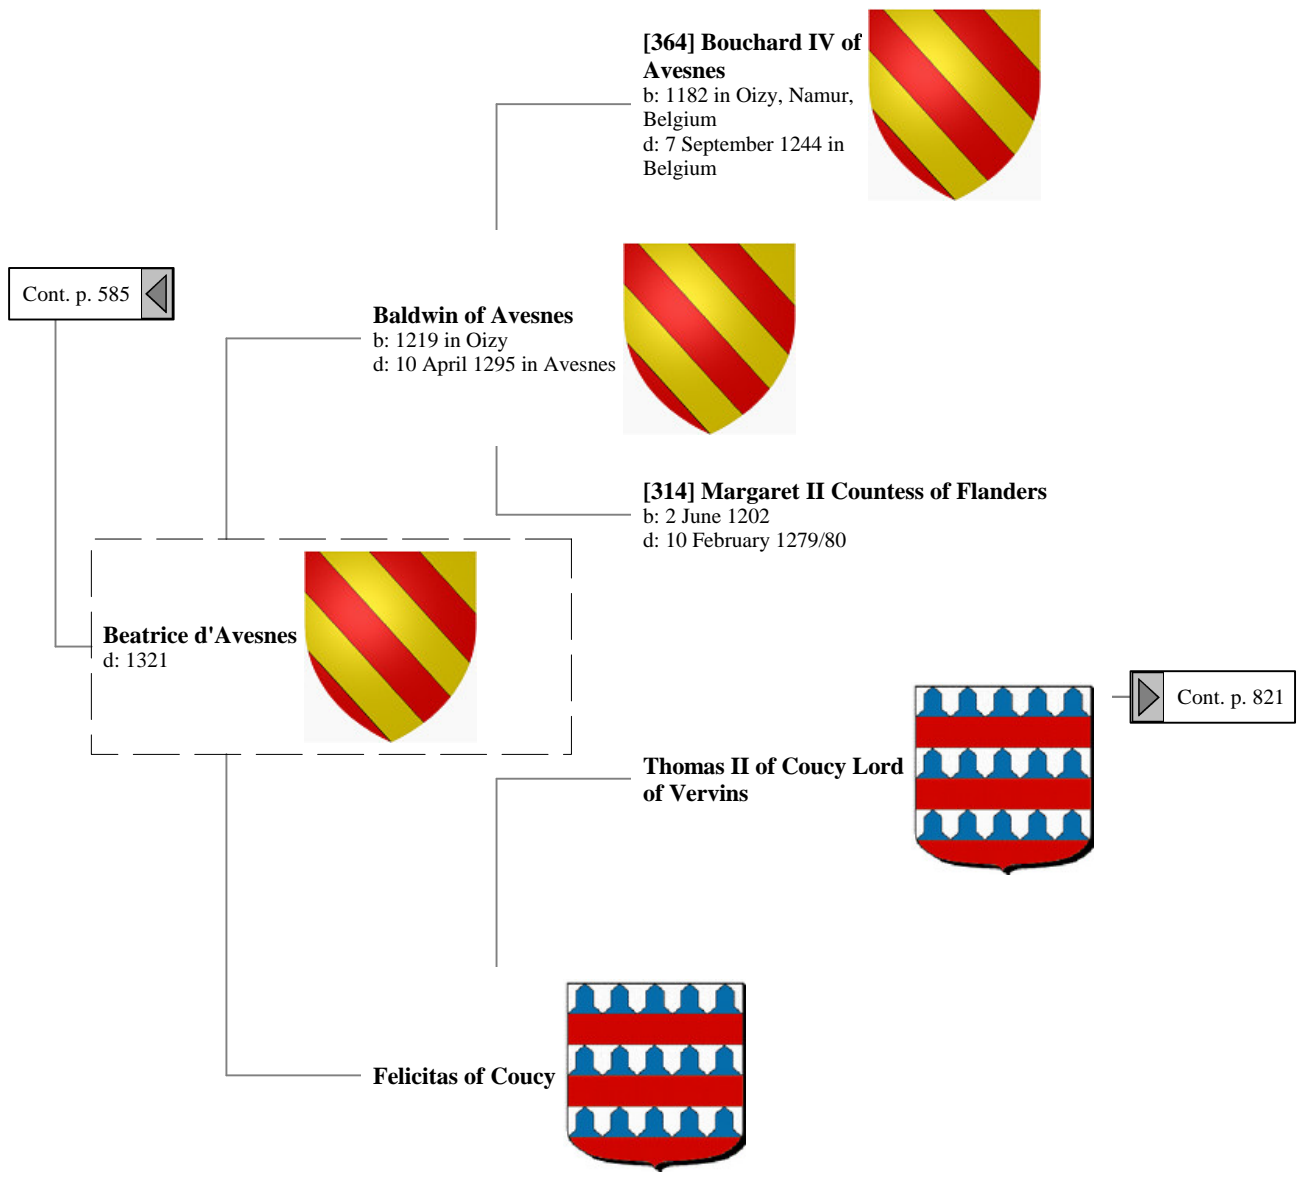 [364] Bouchard IV of
Avesnes
b: 1182 in Oizy, Namur,
Belgium
d: 7 September 1244 in
Belgium
Cont. p. 585
Baldwin of Avesnes
b: 1219 in Oizy
d: 10 April 1295 in Avesnes
[314] Margaret II Countess of Flanders
b: 2 June 1202
d: 10 February 1279/80
Beatrice d'Avesnes
d: 1321
Cont. p. 821
Thomas II of Coucy Lord
of Vervins
Felicitas of Coucy